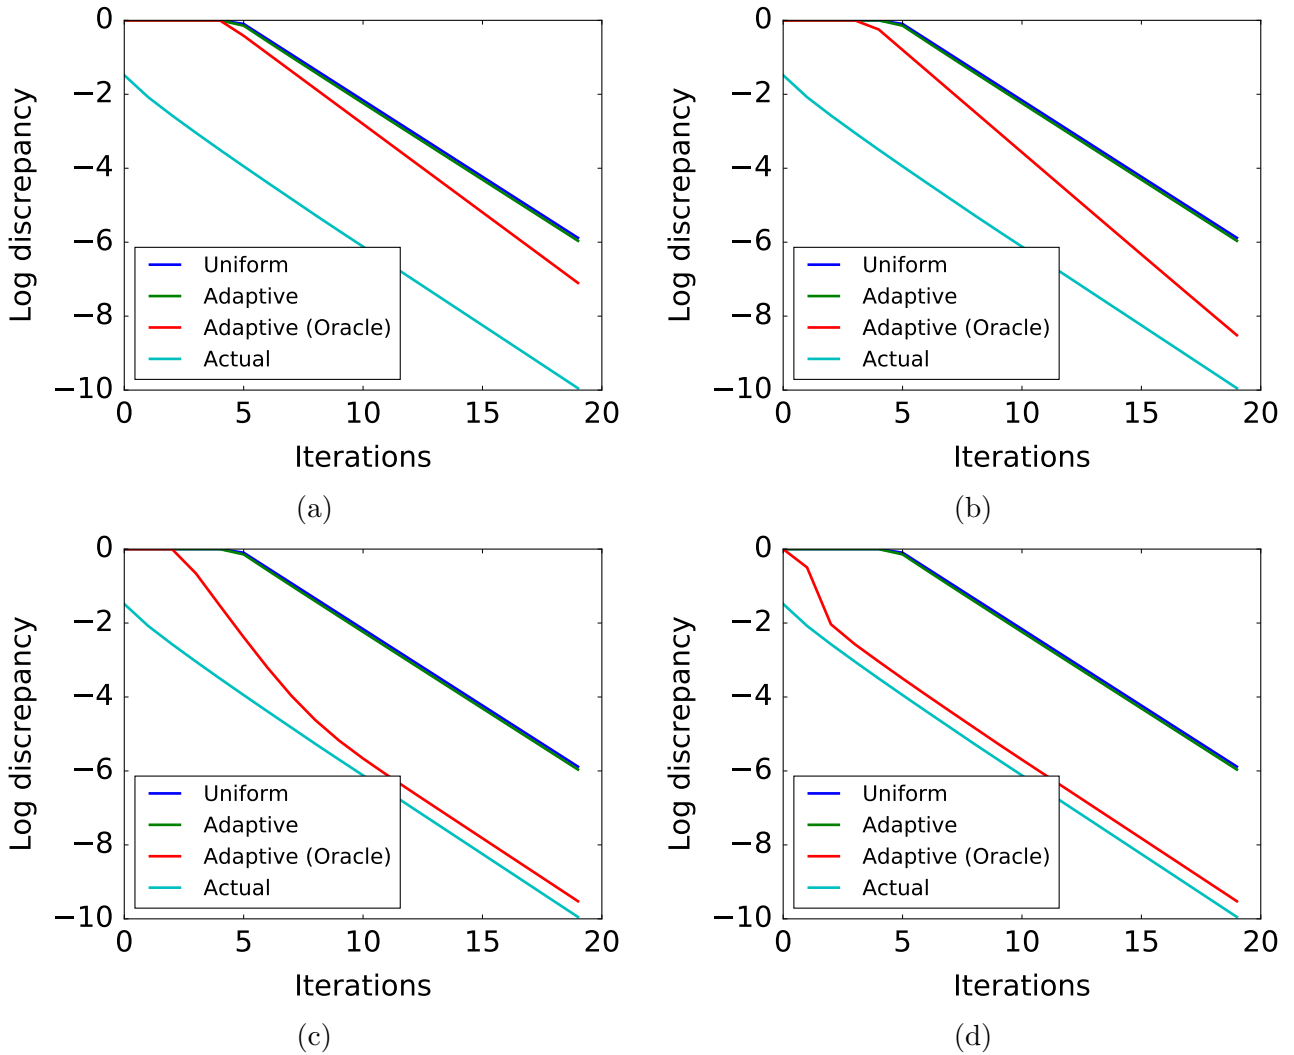 0
−2
−4
−6
−8
−10
Log discrepancy
Uniform
Adaptive
Adaptive (Oracle)
Actual
0 5 10 15 20
Iterations
(a)
0
−2
−4
−6
−8
−10
Log discrepancy
Uniform
Adaptive
Adaptive (Oracle)
Actual
0 5 10 15 20
Iterations
(b)
0
−2
−4
−6
−8
−10
Log discrepancy
Uniform
Adaptive
Adaptive (Oracle)
Actual
0 5 10 15 20
Iterations
(c)
0
−2
−4
−6
−8
−10
Log discrepancy
Uniform
Adaptive
Adaptive (Oracle)
Actual
0 5 10 15 20
Iterations
(d)